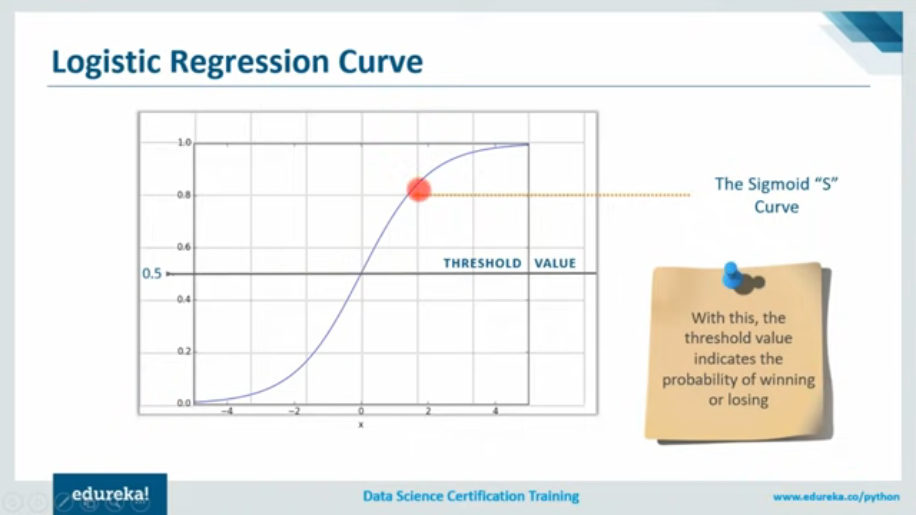 Logistic Regression Curve
1.0
0.8
0.6
0.5
0.4
0.2
0.0
THRESHOLD VALUE
−4 −2 0 2 4
x
The Sigmoid “S”
Curve
With this, the
threshold value
indicates the
probability of winning
or losing
edureka!
Data Science Certification Training
www.edureka.co/python